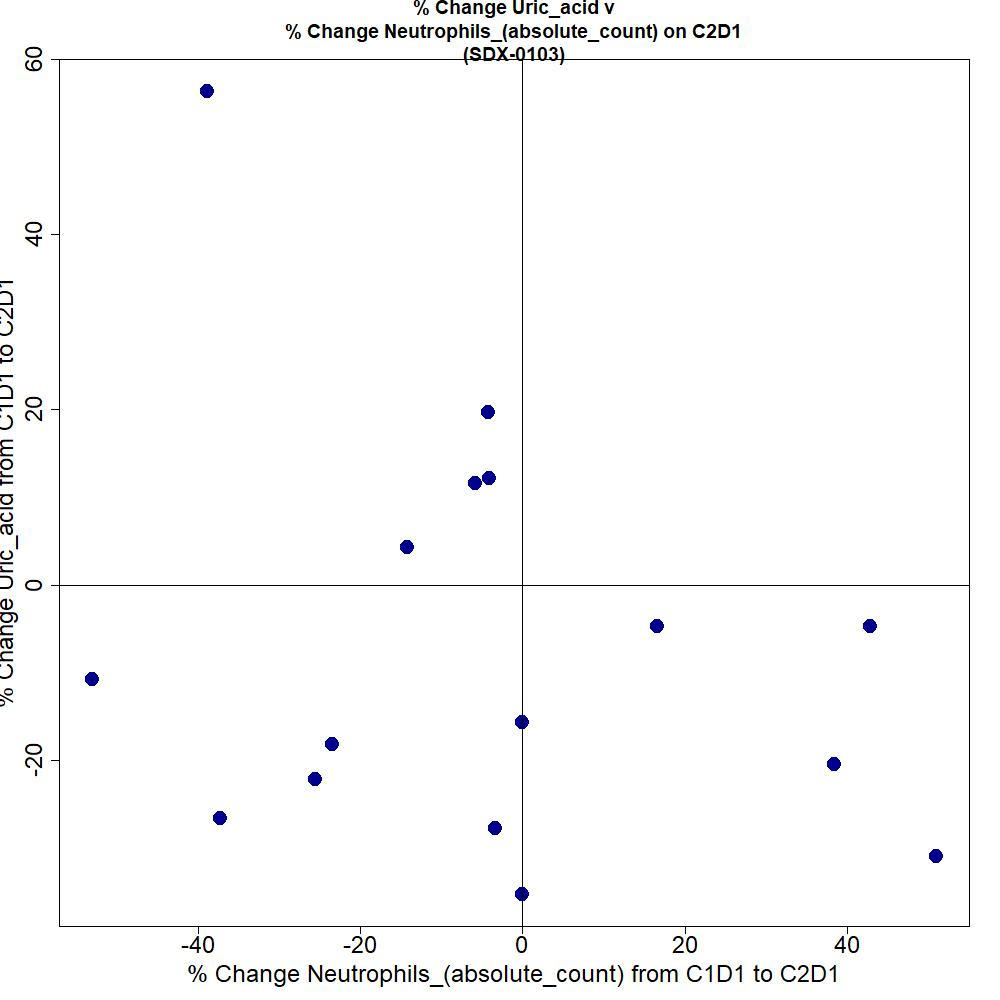 % Change Uric_acid v
% Change Neutrophils_(absolute_count) on C2D1
(SDX-0103)
60
40
20
0
-20
% Change Uric_acid from C1D1 to C2D1
-40
-20
0
20
40
% Change Neutrophils_(absolute_count) from C1D1 to C2D1